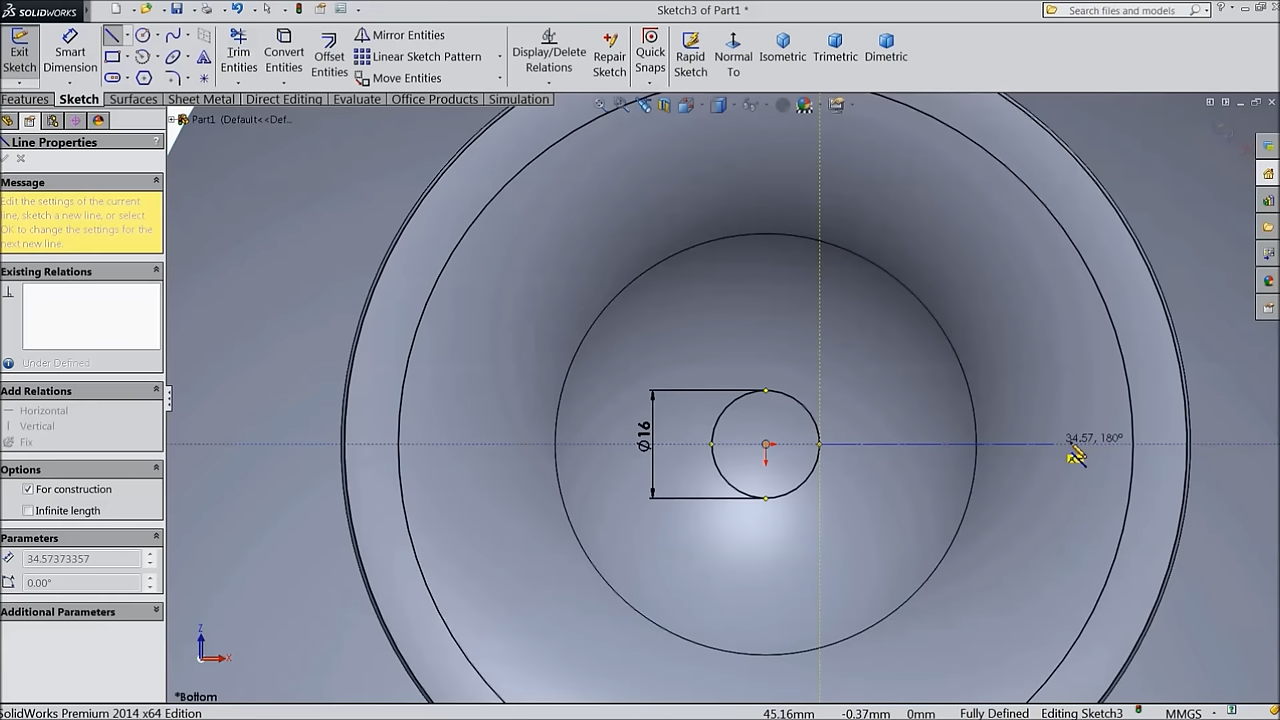 SOLIDWORKS
Sketch3 of Part1 *
Search files and models
Exit Sketch
Smart Dimension
Trim Entities
Convert Entities
Offset Entities
Mirror Entities
Linear Sketch Pattern
Move Entities
Display/Delete Relations
Repair Sketch
Quick Snaps
Rapid Sketch
Normal To
Isometric
Trimetric
Dimetric
Features
Sketch
Surfaces
Sheet Metal
Direct Editing
Evaluate
Office Products
Simulation
Part1 (Default<<Def...
Line Properties
?
Message
Edit the settings of the current
line, sketch a new line, or select
OK to change the settings for the
next new line.
Existing Relations
Under Defined
Add Relations
Horizontal
Vertical
Fix
Options
For construction
Infinite length
Parameters
34.57373357
0.00°
Additional Parameters
⌀16
34.57, 180°
Z
X
*Bottom
SolidWorks Premium 2014 x64 Edition
45.16mm
-0.37mm
0mm
Fully Defined
Editing Sketch3
MMGS